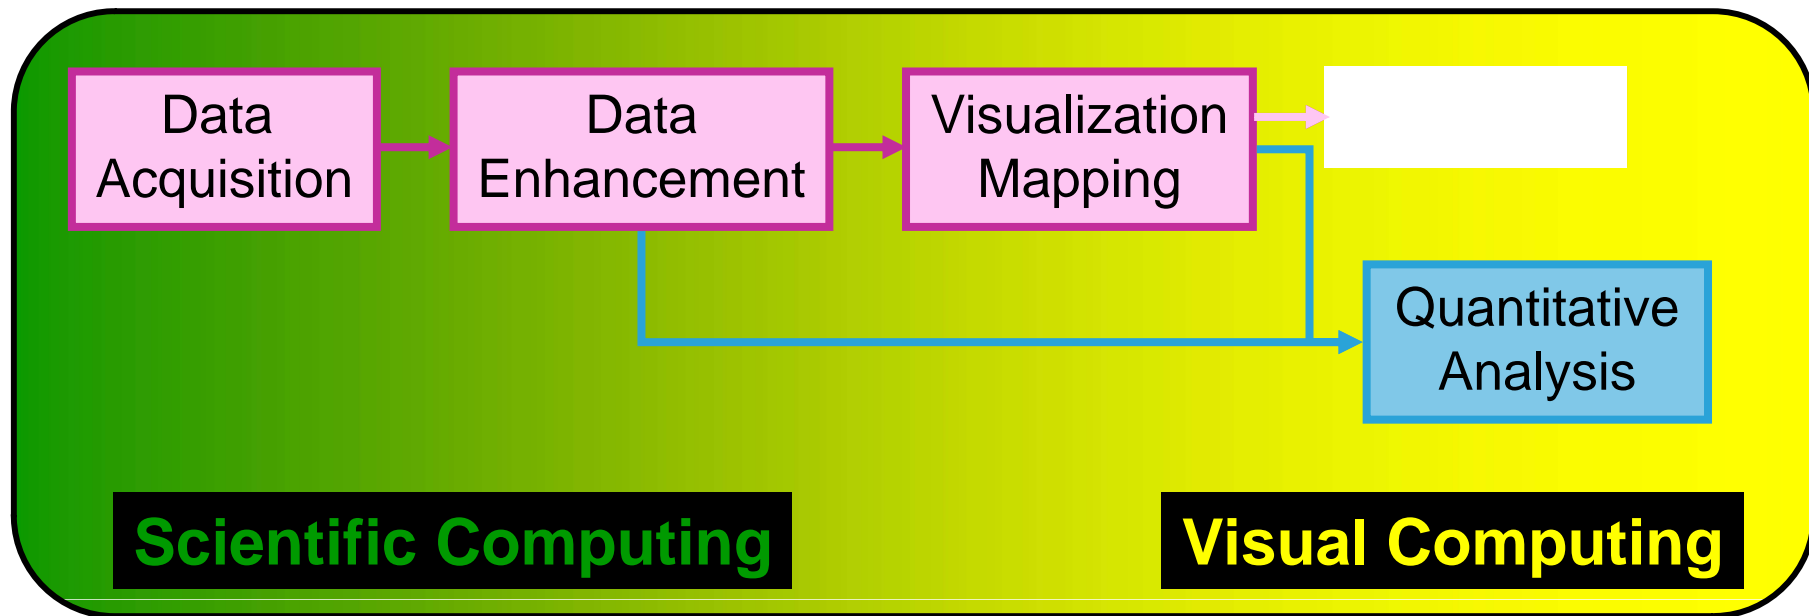 Data
Acquisition
Data
Enhancement
Visualization
Mapping
Quantitative
Analysis
Scientific Computing
Visual Computing